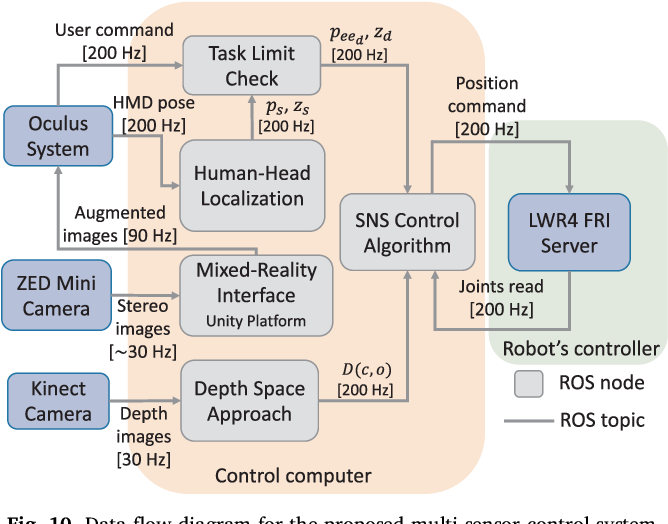 User command
[200 Hz]
Task Limit
Check
p_{ee_d}, z_d
[200 Hz]
Position
command
[200 Hz]
HMD pose
[200 Hz]
p_s, z_s
[200 Hz]
Oculus
System
Human-Head
Localization
SNS Control
Algorithm
LWR4 FRI
Server
Augmented
images [90 Hz]
ZED Mini
Camera
Mixed-Reality
Interface
Unity Platform
Joints read
[200 Hz]
Stereo
images
[~30 Hz]
Robot's controller
Kinect
Camera
Depth Space
Approach
D(c, o)
[200 Hz]
ROS node
Depth
images
[30 Hz]
ROS topic
Control computer
Fig. 10. Data flow diagram for the proposed multi-sensor control system